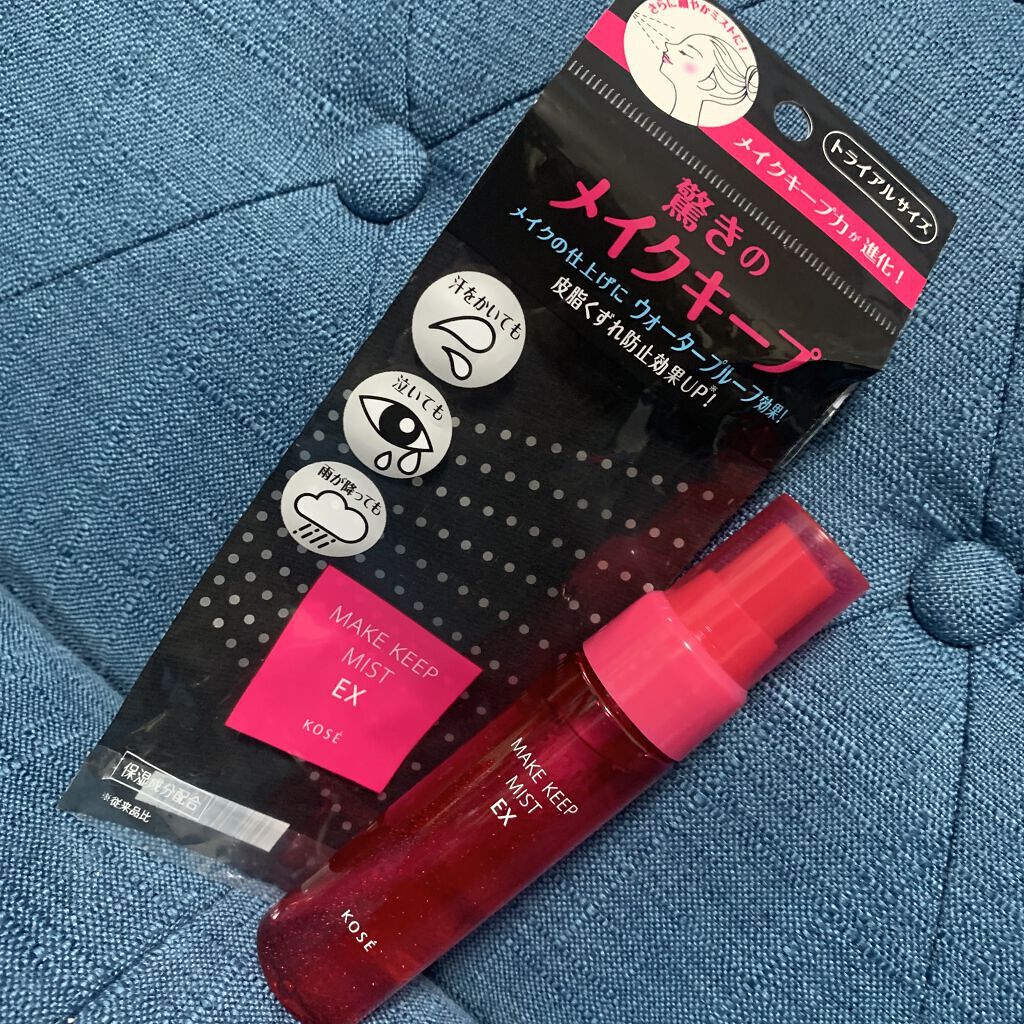 さらに細やかミストに!
トライアルサイズ
メイクキープ力が進化!
驚きの
メイクキープ
メイクの仕上げに ウォータープルーフ効果!
皮脂くずれ防止効果UP※!
汗をかいても
泣いても
雨が降っても
MAKE KEEP
MIST
EX
KOSÉ
保湿成分配合
※従来品比
MAKE KEEP
MIST
EX
KOSÉ